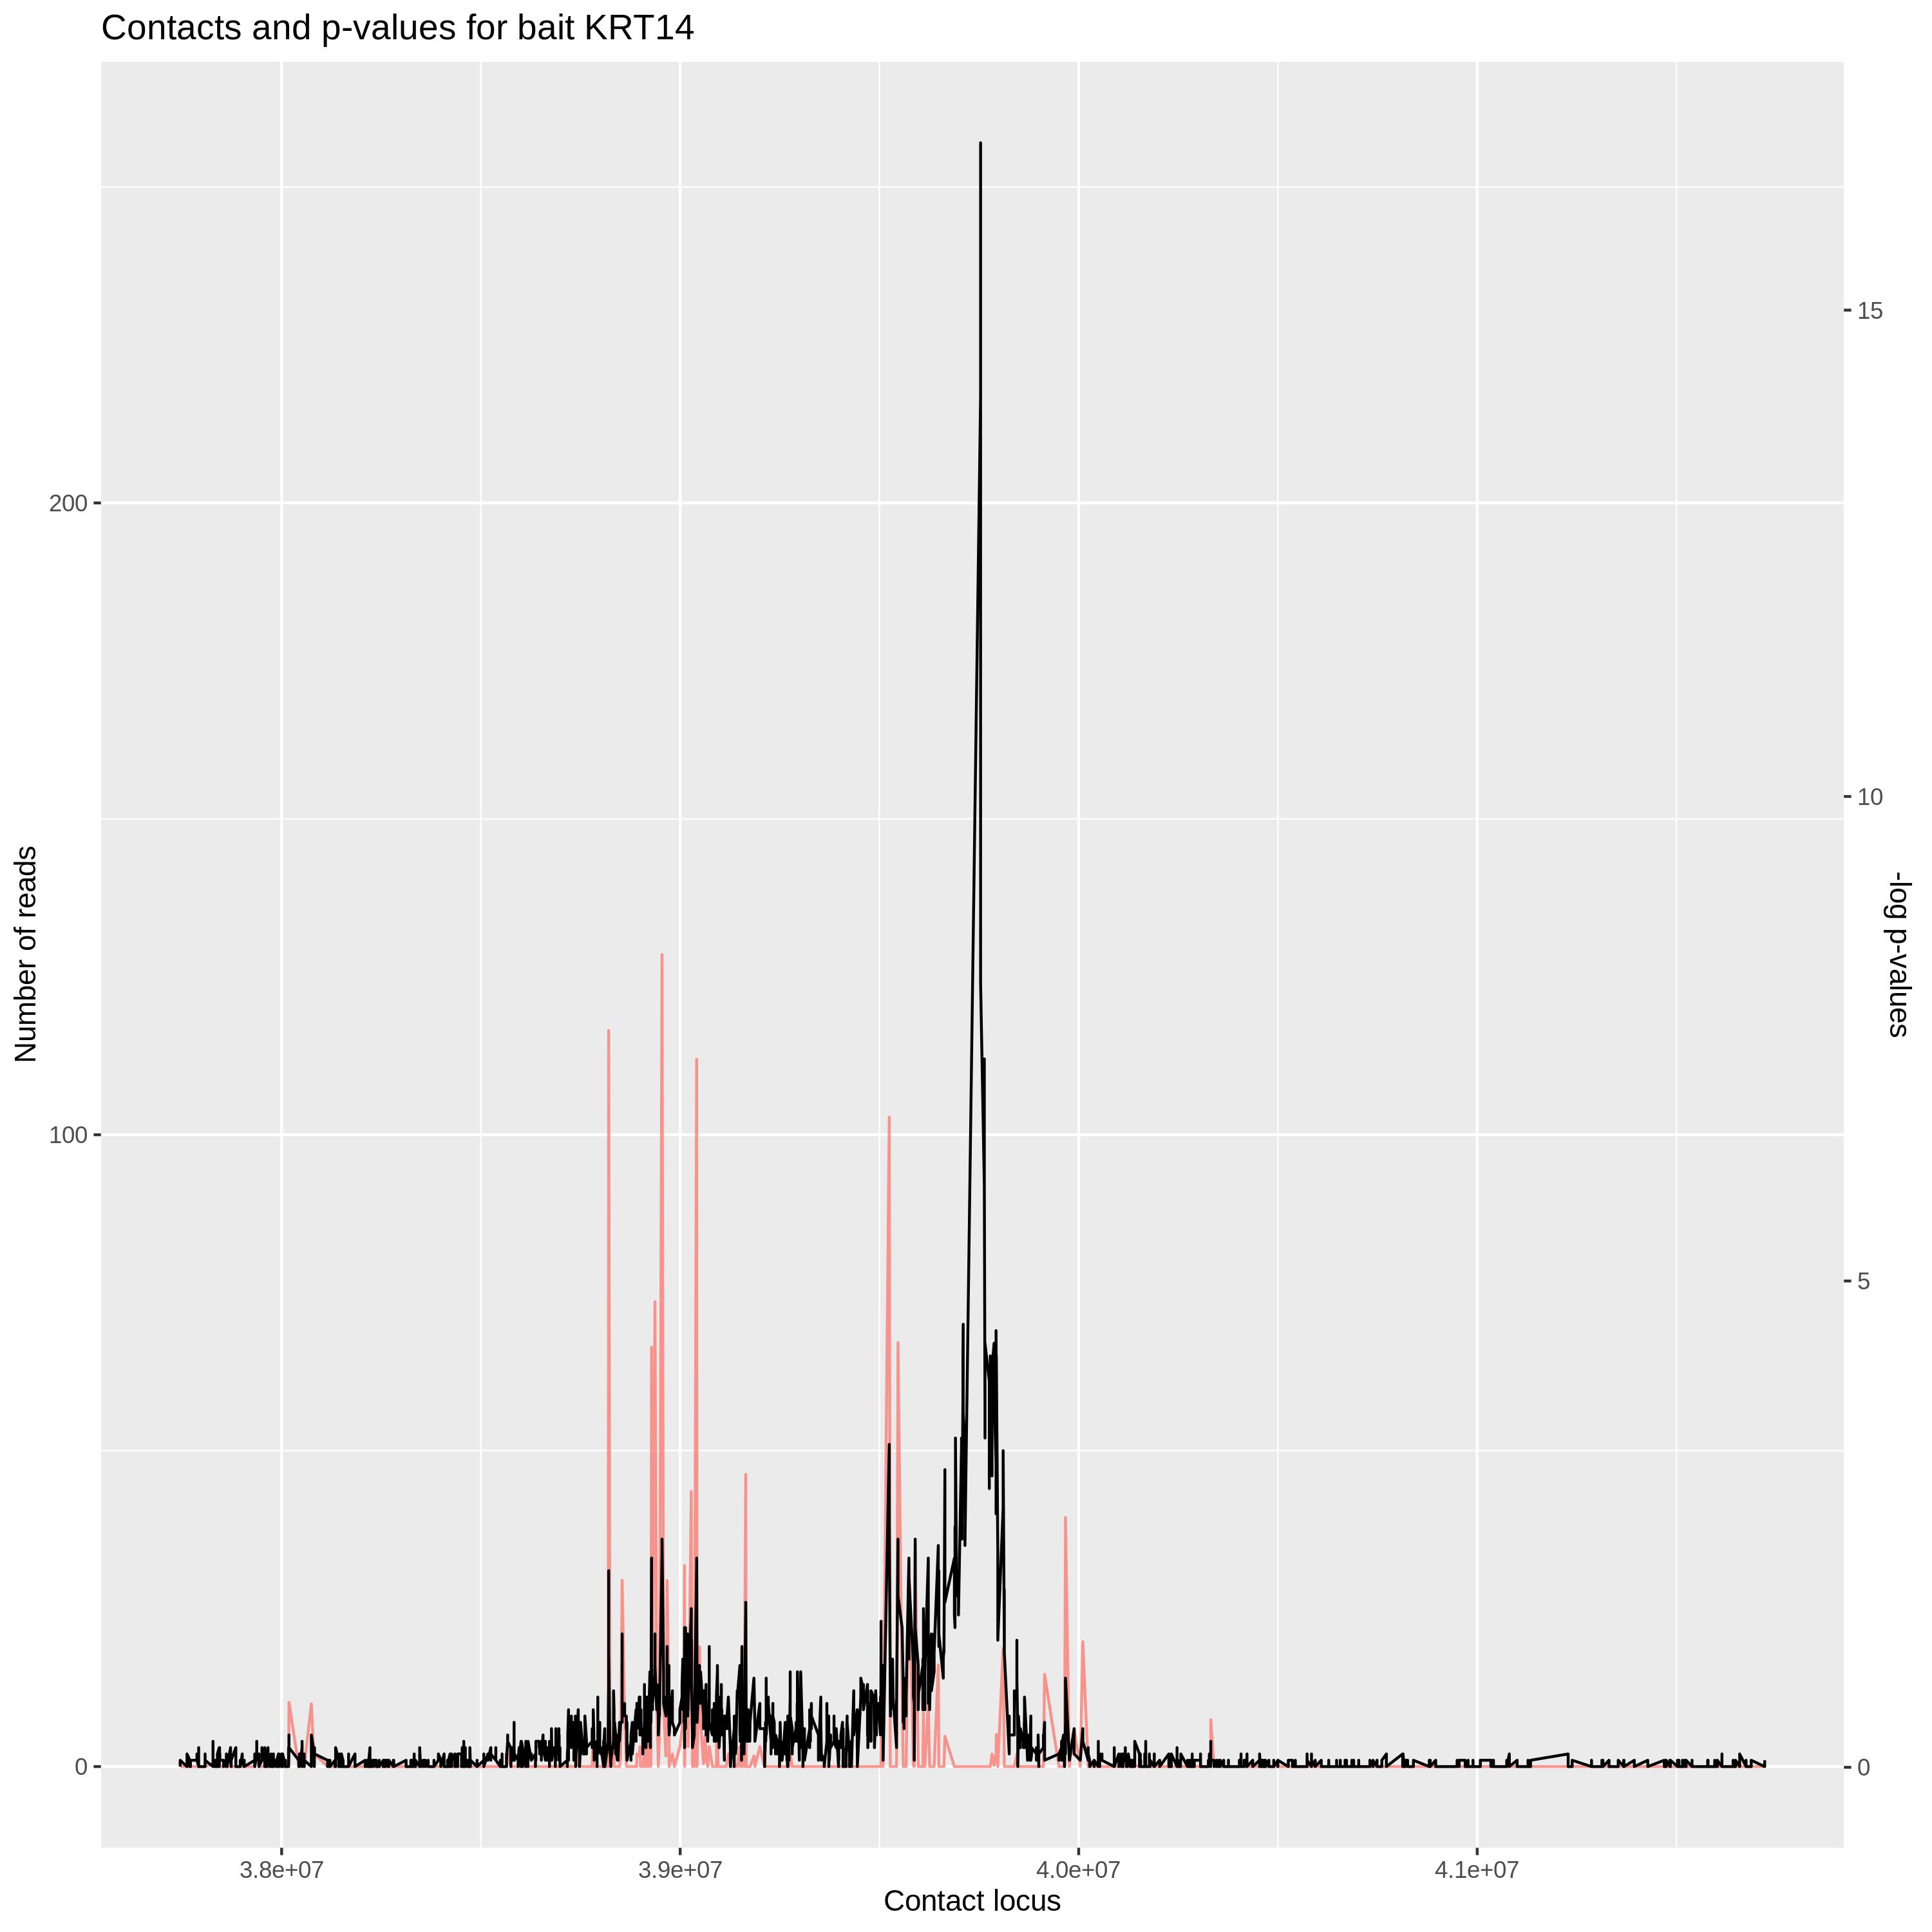 Contacts and p-values for bait KRT14
Number of reads
200
100
0
15
10
5
0
-log p-values
3.8e+07 3.9e+07 4.0e+07 4.1e+07
Contact locus